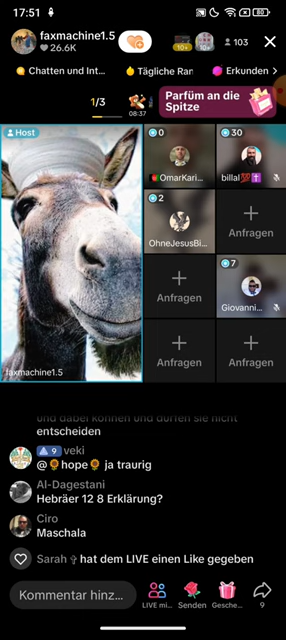 17:51
80
faxmachine1.5
26.6K
10+
10+
103
Chatten und Int...
Tägliche Ran
Erkunden >
1/3
08:37
Parfüm an die
Spitze
Host
0
OmarKari...
30
billal💯✝️
2
OhneJesusBi...
Anfragen
Anfragen
Anfragen
7
Giovanni...
Anfragen
Anfragen
faxmachine1.5
und dabei können und dürfen sie nicht
entscheiden
9 veki
@🌻hope🌻 ja traurig
Al-Dagestani
Hebräer 12 8 Erklärung?
Ciro
Maschala
Sarah ✞ hat dem LIVE einen Like gegeben
Kommentar hinz...
LIVE mi...
Senden
Gesche...
9